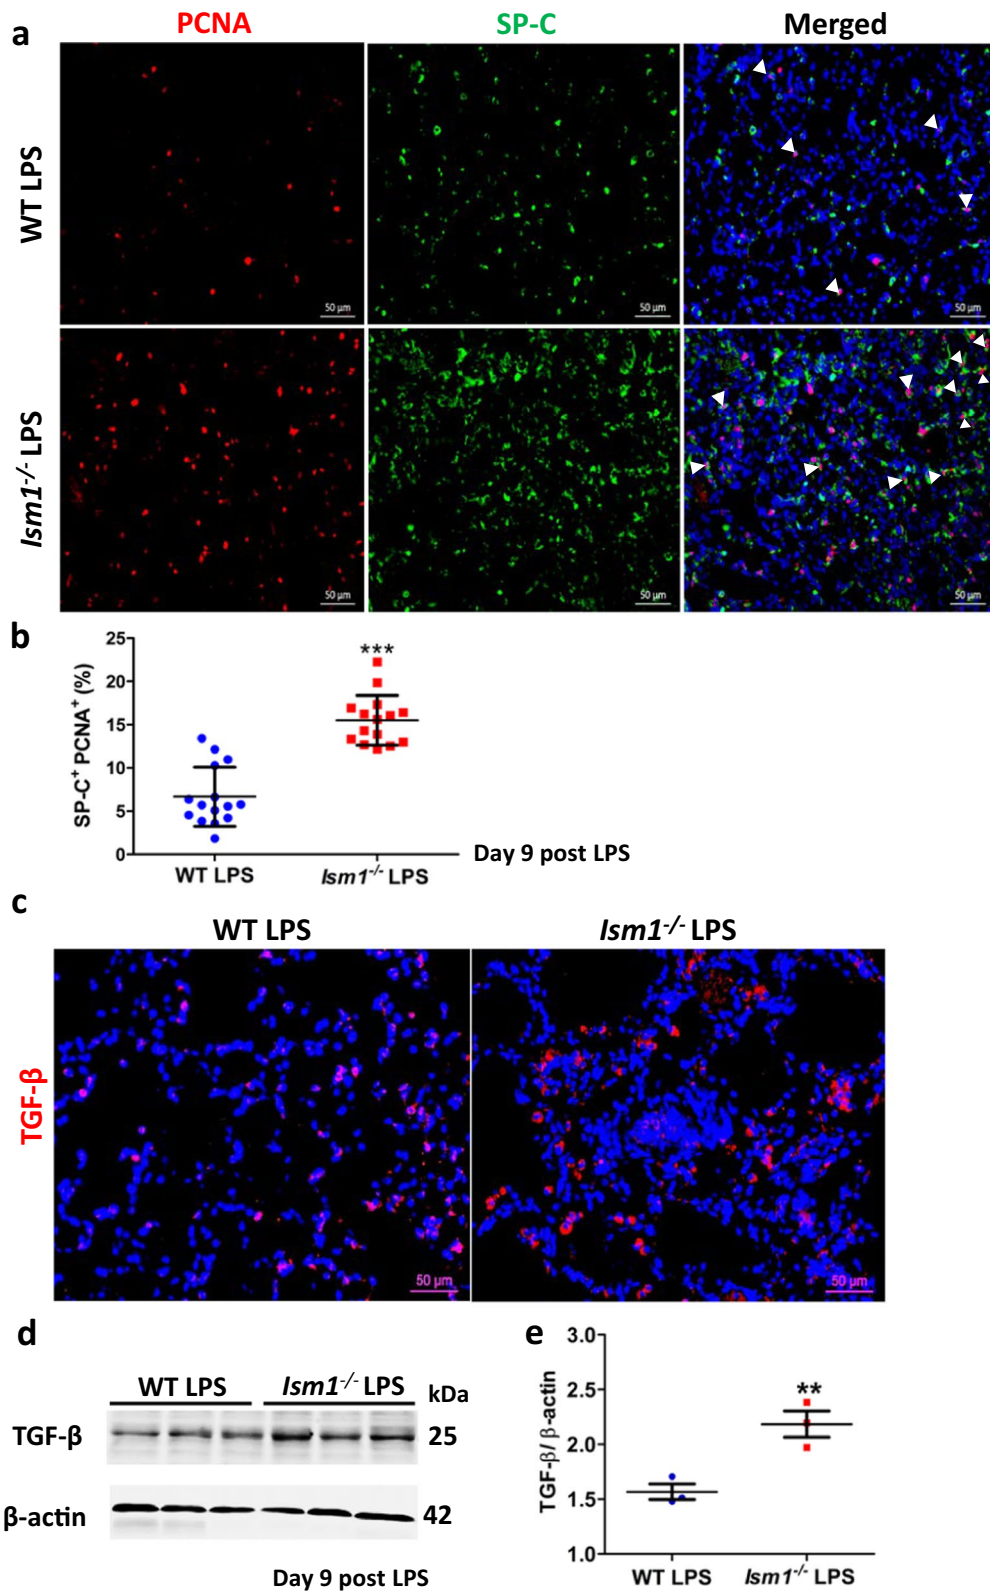 a
PCNA
SP-C
Merged
WT LPS
50 µm
50 µm
50 µm
Ism1-/- LPS
50 µm
50 µm
50 µm
b
SP-C+ PCNA+ (%)
25
20
15
10
5
0
***
WT LPS
Ism1-/- LPS
Day 9 post LPS
c
WT LPS
Ism1-/- LPS
TGF-β
50 µm
50 µm
d
WT LPS
Ism1-/- LPS
kDa
TGF-β
25
β-actin
42
Day 9 post LPS
e
TGF-β/ β-actin
3.0
2.5
2.0
1.5
1.0
**
WT LPS
Ism1-/- LPS